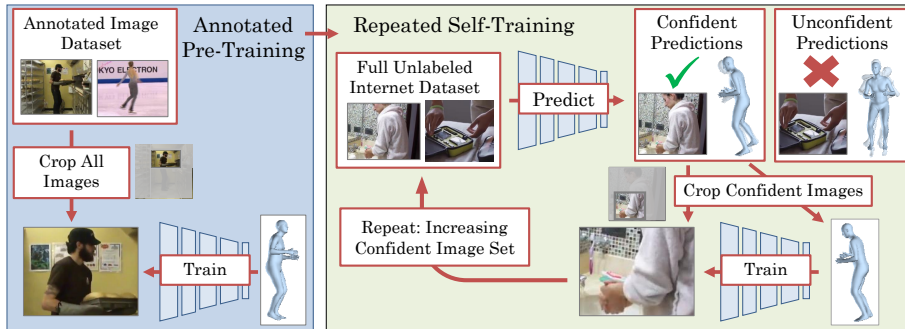 Annotated Image
Dataset
KYO ELECTRON
Annotated
Pre-Training
Crop All
Images
Train
Repeated Self-Training
Full Unlabeled
Internet Dataset
Predict
Confident
Predictions
Unconfident
Predictions
Crop Confident Images
Repeat: Increasing
Confident Image Set
Train